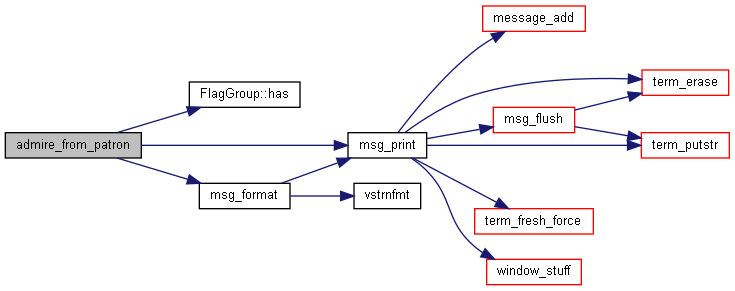 message_add
FlagGroup::has
term_erase
msg_flush
admire_from_patron
msg_print
term_putstr
msg_format
vstrnfmt
term_fresh_force
window_stuff